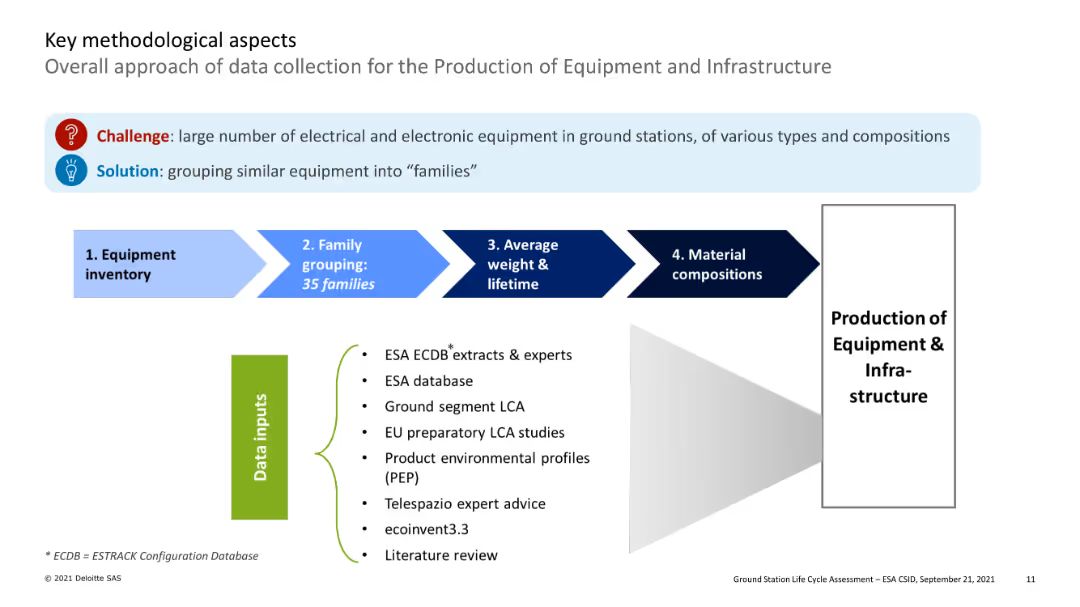 Key methodological aspects
Overall approach of data collection for the Production of Equipment and Infrastructure
Challenge: large number of electrical and electronic equipment in ground stations, of various types and compositions
Solution: grouping similar equipment into “families”
1. Equipment
inventory
2. Family
grouping:
35 families
3. Average
weight &
lifetime
4. Material
compositions
Production of
Equipment &
Infra-
structure
Data inputs
• ESA ECDB* extracts & experts
• ESA database
• Ground segment LCA
• EU preparatory LCA studies
• Product environmental profiles
(PEP)
• Telespazio expert advice
• ecoinvent3.3
• Literature review
* ECDB = ESTRACK Configuration Database
© 2021 Deloitte SAS
Ground Station Life Cycle Assessment – ESA CSID, September 21, 2021
11